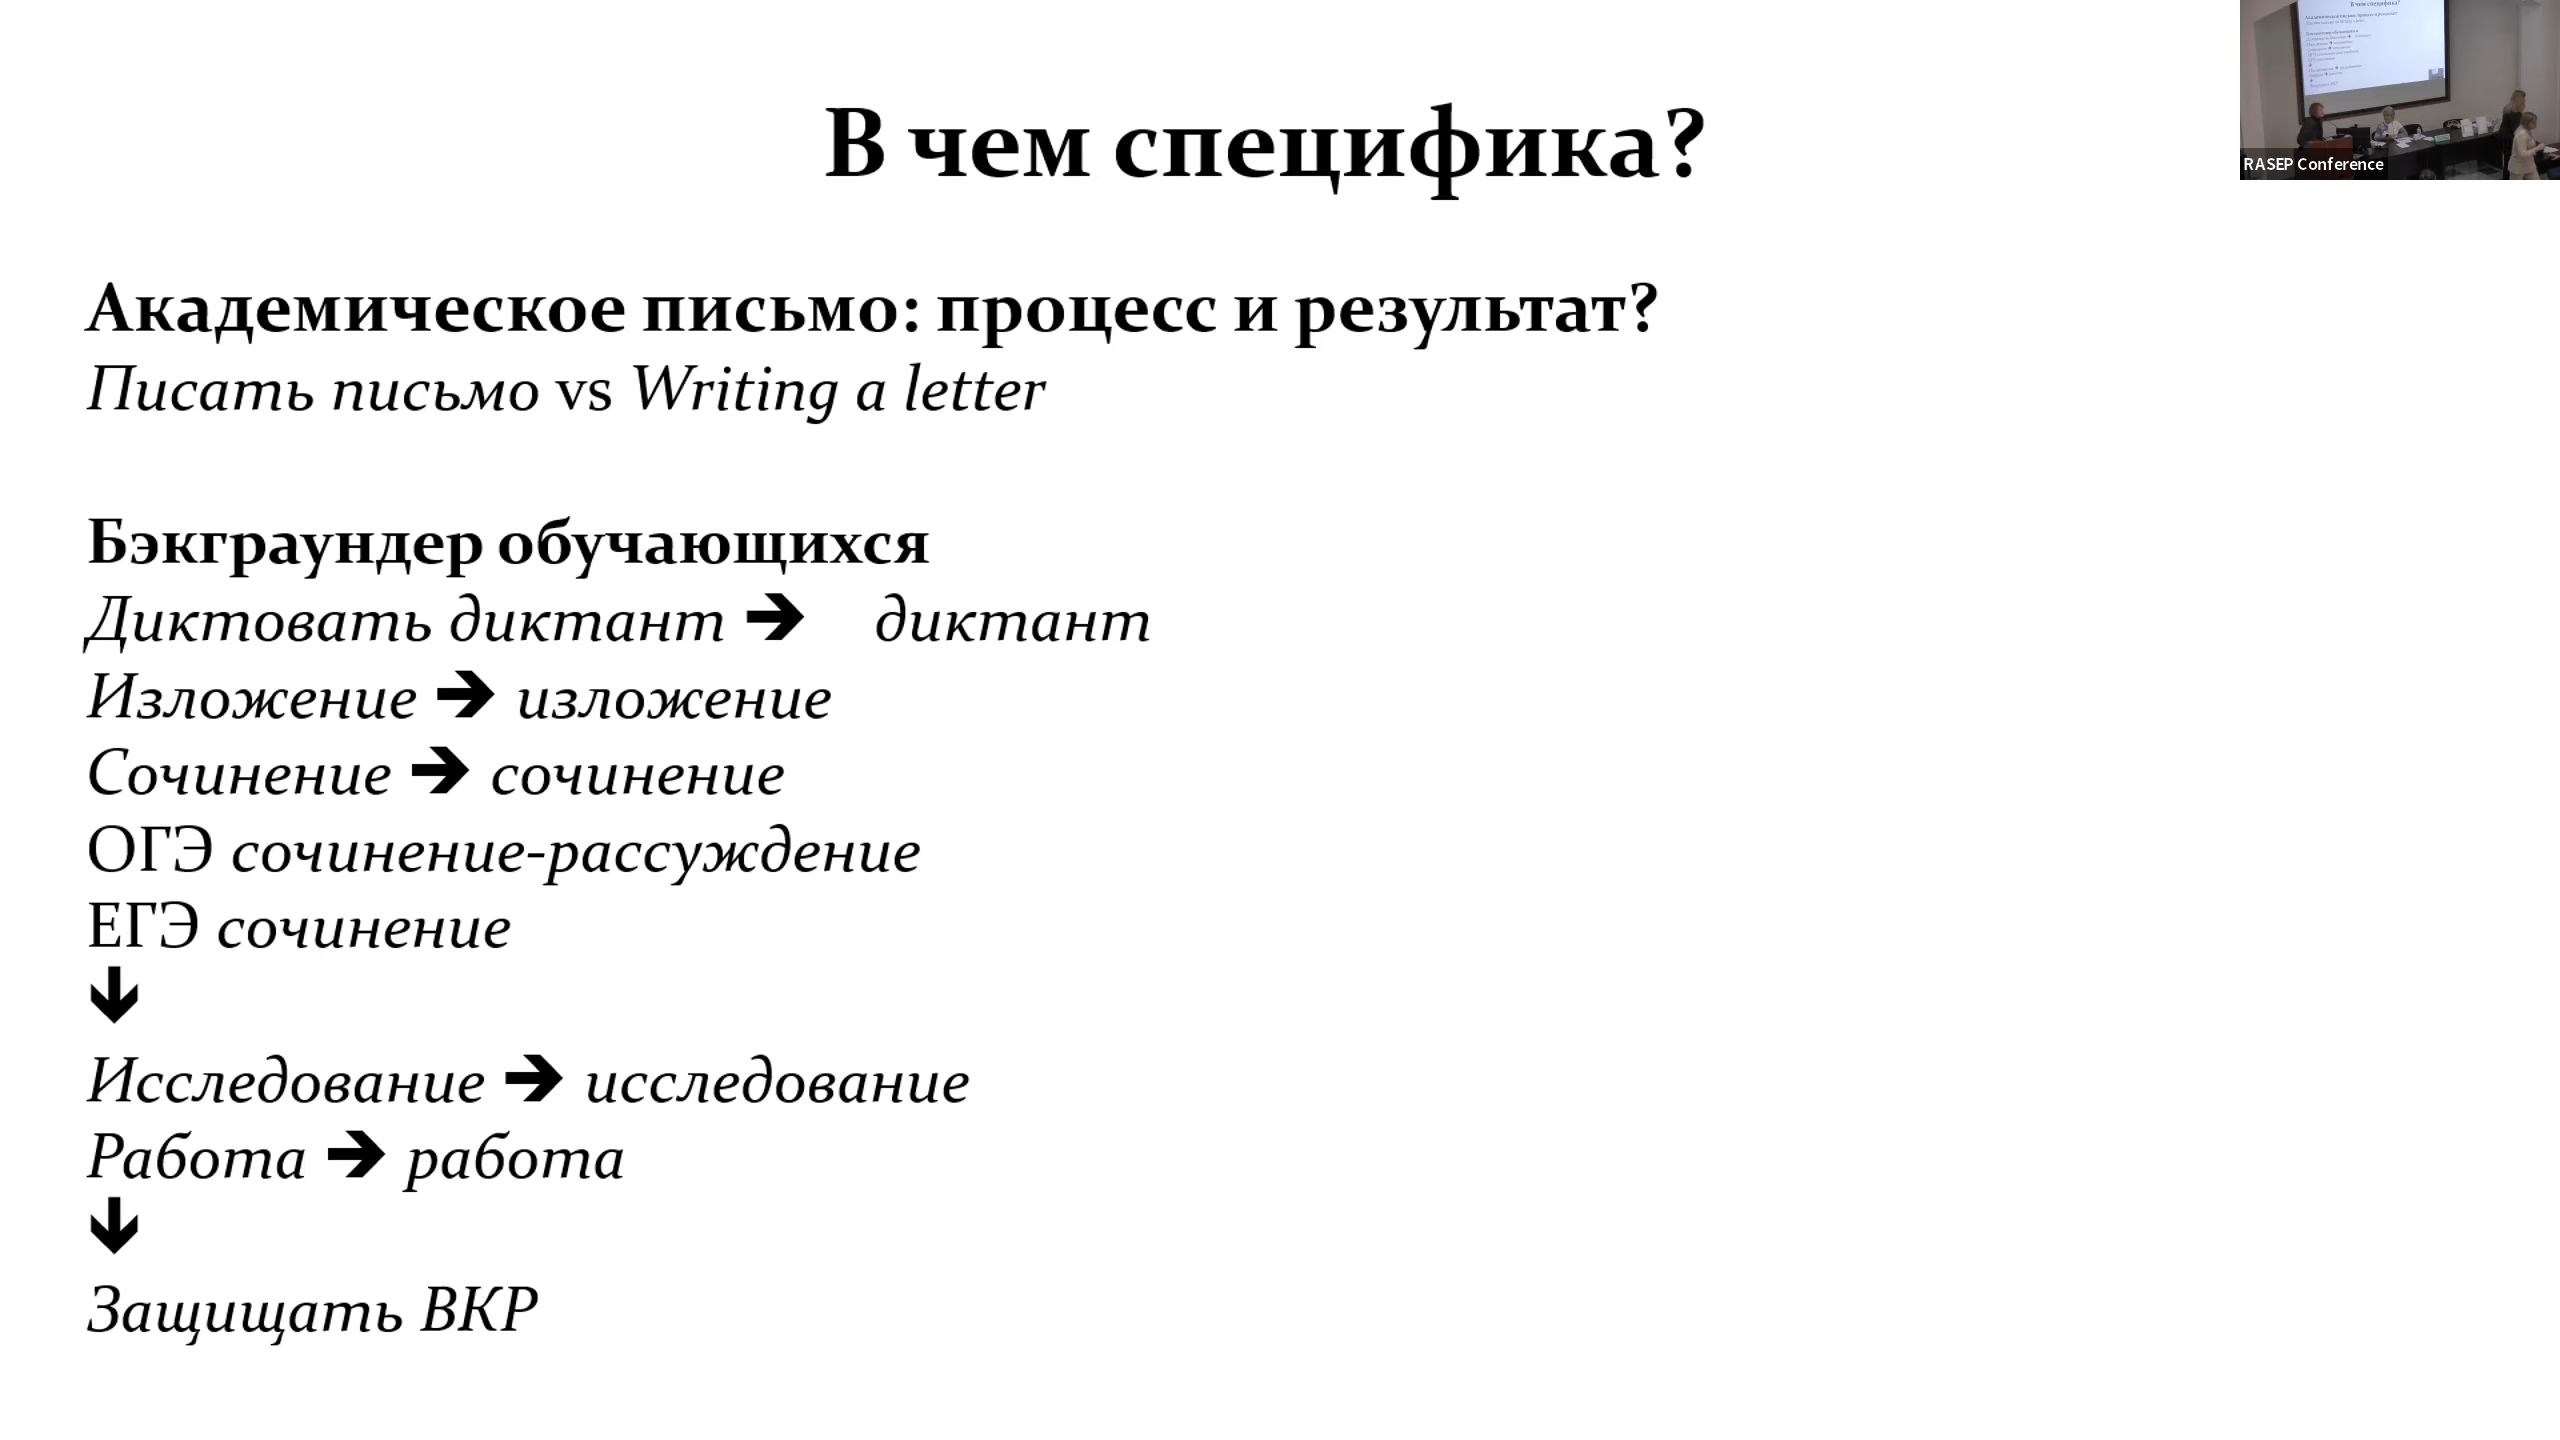 В чем специфика?
RASEP Conference
Академическое письмо: процесс и результат?
Писать письмо vs Writing a letter
Бэкграундер обучающихся
Диктовать диктант → диктант
Изложение → изложение
Сочинение → сочинение
ОГЭ сочинение-рассуждение
ЕГЭ сочинение
↓
Исследование → исследование
Работа → работа
↓
Защищать ВКР